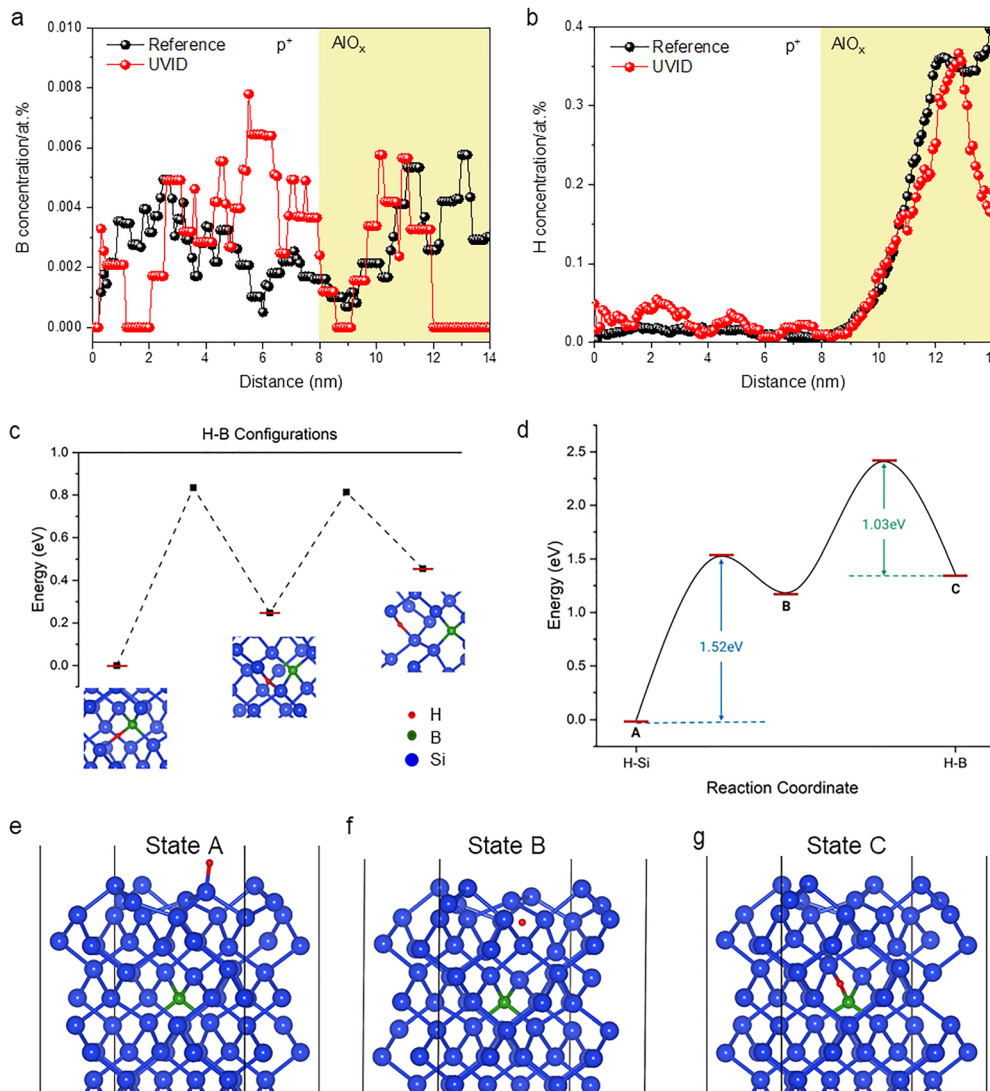 a
Reference
UVID
p⁺
AlOₓ
B concentration/at.%
0.010
0.008
0.006
0.004
0.002
0.000
0 2 4 6 8 10 12 14
Distance (nm)
b
Reference
UVID
p⁺
AlOₓ
H concentration/at.%
0.4
0.3
0.2
0.1
0.0
0 2 4 6 8 10 12 14
Distance (nm)
c
H-B Configurations
Energy (eV)
1.0
0.8
0.6
0.4
0.2
0.0
H
B
Si
d
Energy (eV)
2.5
2.0
1.5
1.0
0.5
0.0
1.52eV
1.03eV
A
B
C
H-Si H-B
Reaction Coordinate
e
State A
f
State B
g
State C